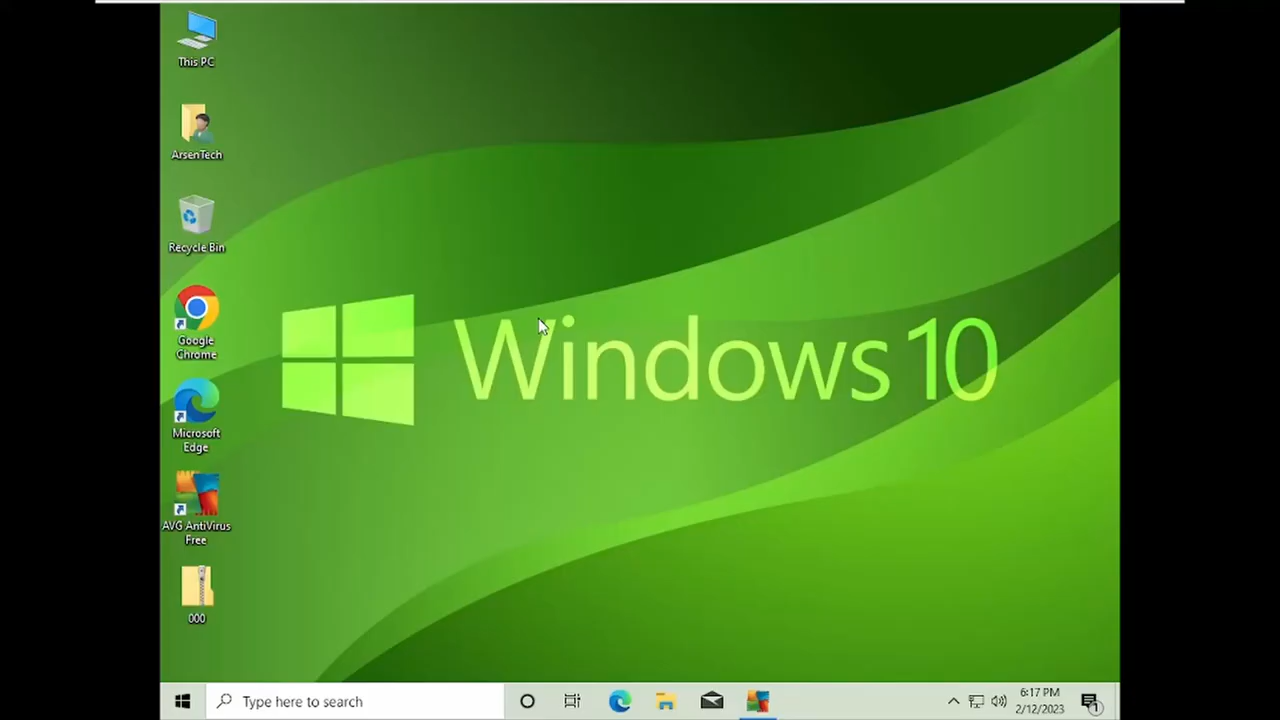 This PC
ArsenTech
Recycle Bin
Google
Chrome
Microsoft
Edge
AVG AntiVirus
Free
000
Windows 10
Type here to search
6:17 PM
2/12/2023
1